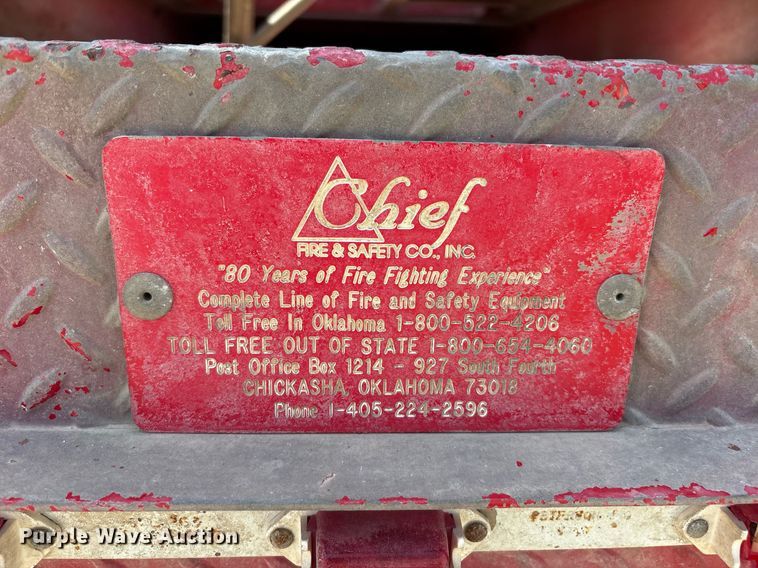 Chief
FIRE & SAFETY CO., INC.
"80 Years of Fire Fighting Experience"
Complete Line of Fire and Safety Equipment
Toll Free In Oklahoma 1-800-522-4206
TOLL FREE OUT OF STATE 1-800-654-4060
Post Office Box 1214 - 927 South Fourth
CHICKASHA, OKLAHOMA 73018
Phone 1-405-224-2596
Purple Wave Auction